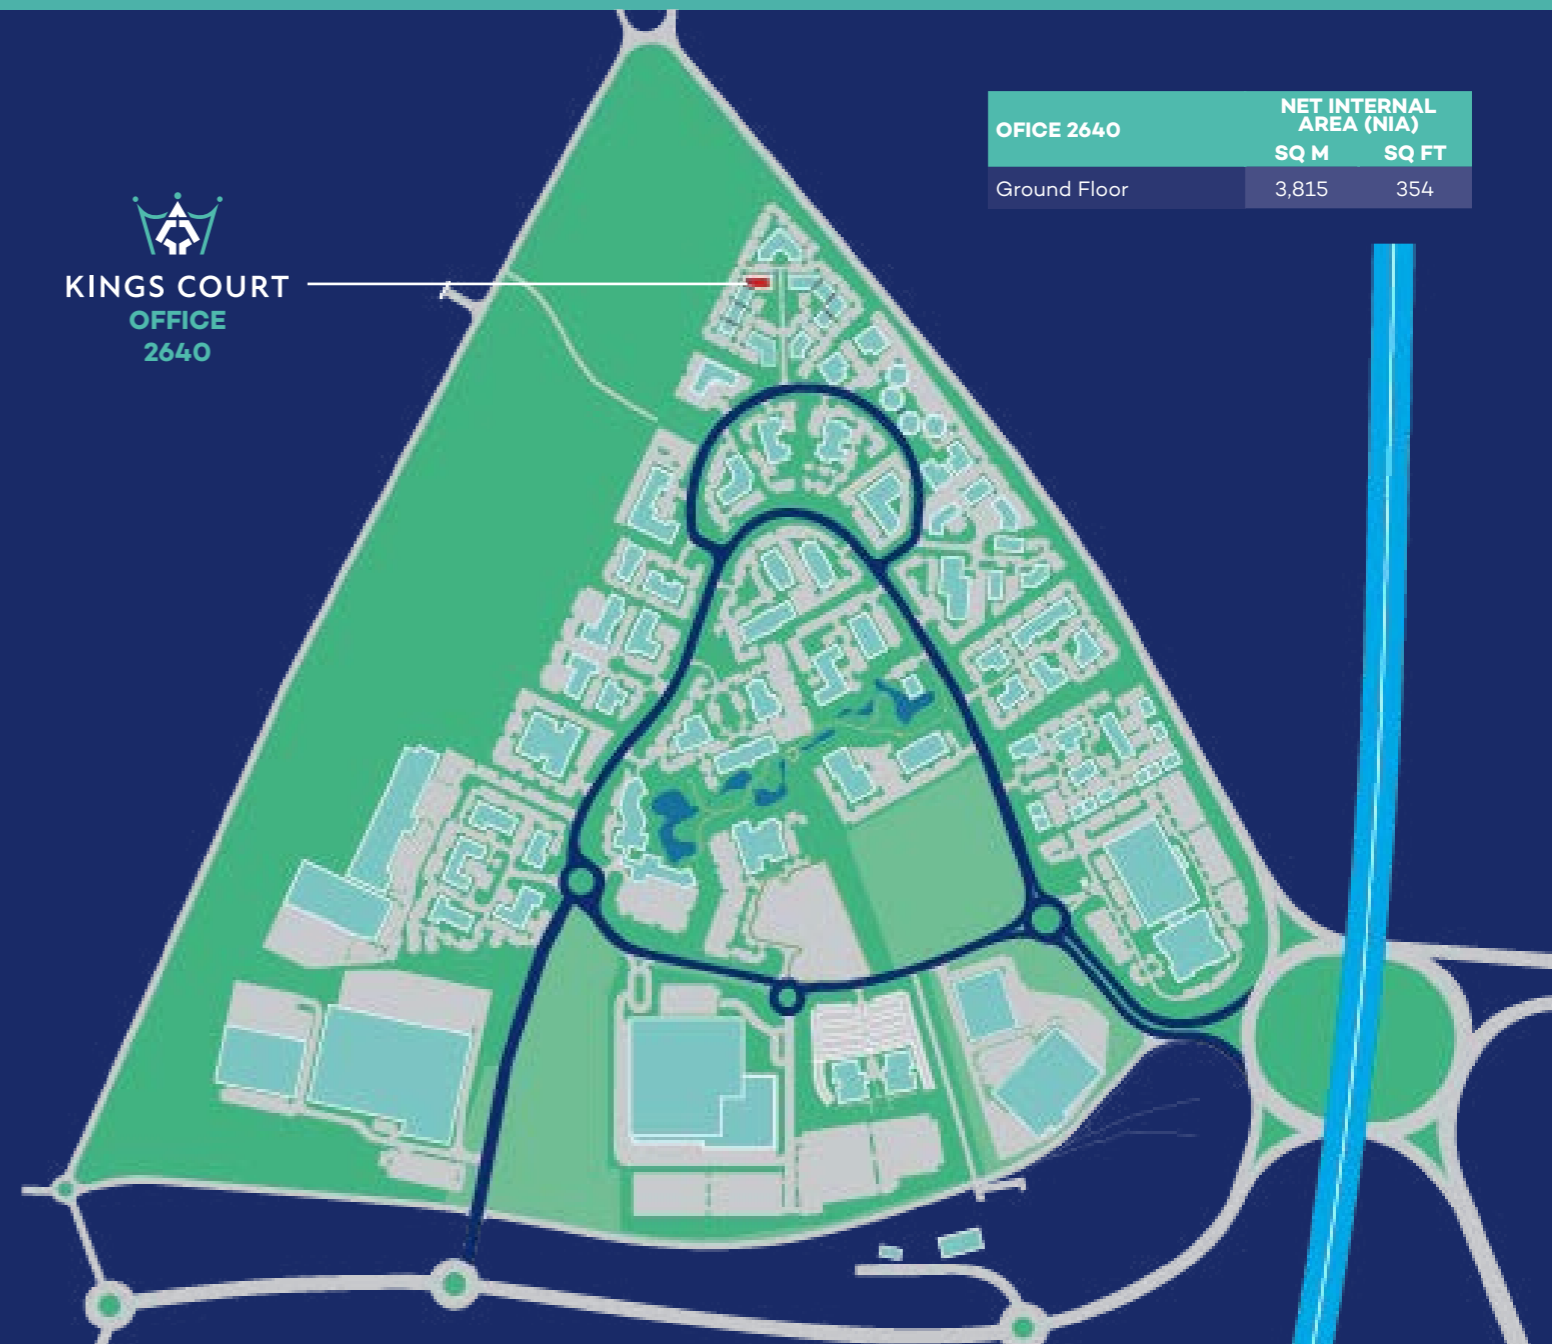 OFICE 2640
NET INTERNAL
AREA (NIA)
SQ M SQ FT
Ground Floor 3,815 354
KINGS COURT
OFFICE
2640